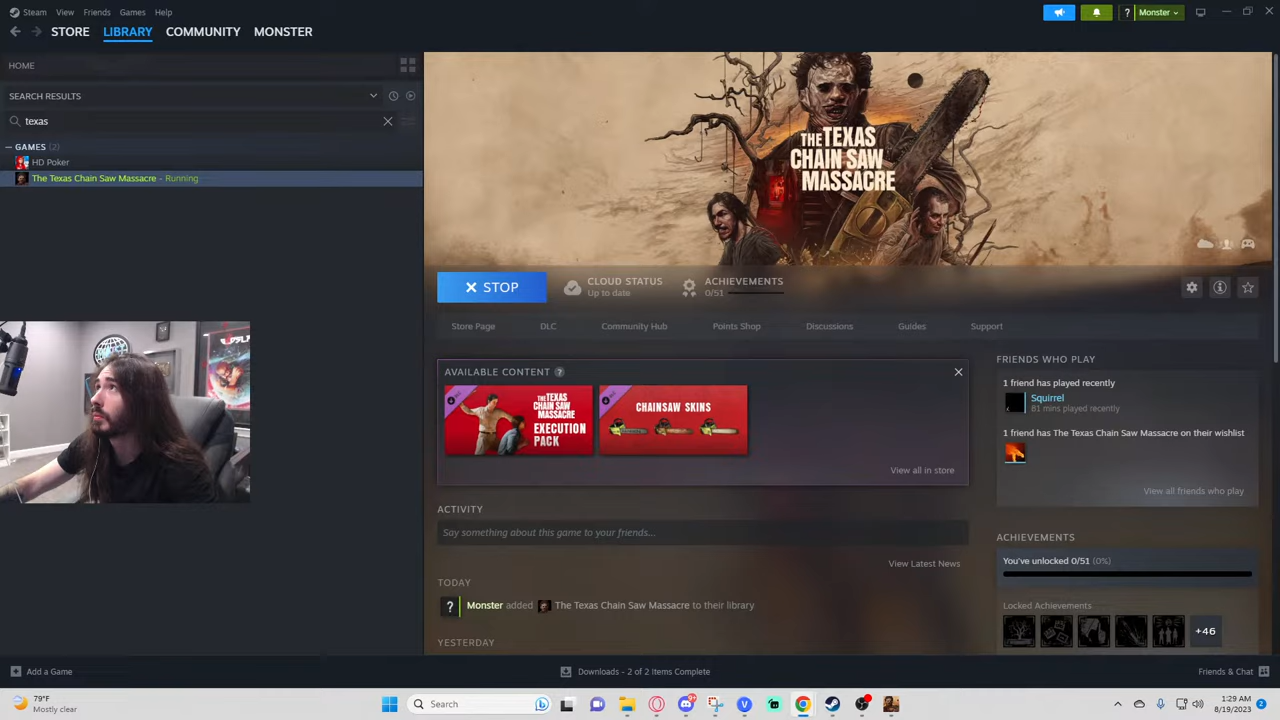 Steam View Friends Games Help
Monster
STORE LIBRARY COMMUNITY MONSTER
HOME
SEARCH RESULTS
texas
GAMES (2)
HD Poker
The Texas Chain Saw Massacre - Running
THE TEXAS
CHAIN SAW
MASSACRE
STOP
CLOUD STATUS
Up to date
ACHIEVEMENTS
0/51
Store Page DLC Community Hub Points Shop Discussions Guides Support
AVAILABLE CONTENT ?
THE TEXAS
CHAIN SAW
MASSACRE
EXECUTION
PACK
CHAINSAW SKINS
View all in store
ACTIVITY
Say something about this game to your friends...
View Latest News
TODAY
? Monster added The Texas Chain Saw Massacre to their library
YESTERDAY
FRIENDS WHO PLAY
1 friend has played recently
Squirrel
81 mins played recently
1 friend has The Texas Chain Saw Massacre on their wishlist
View all friends who play
ACHIEVEMENTS
You've unlocked 0/51 (0%)
Locked Achievements
+46
Add a Game
Downloads - 2 of 2 Items Complete
Friends & Chat
79°F
Mostly clear
Search
9+
1:29 AM
8/19/2023